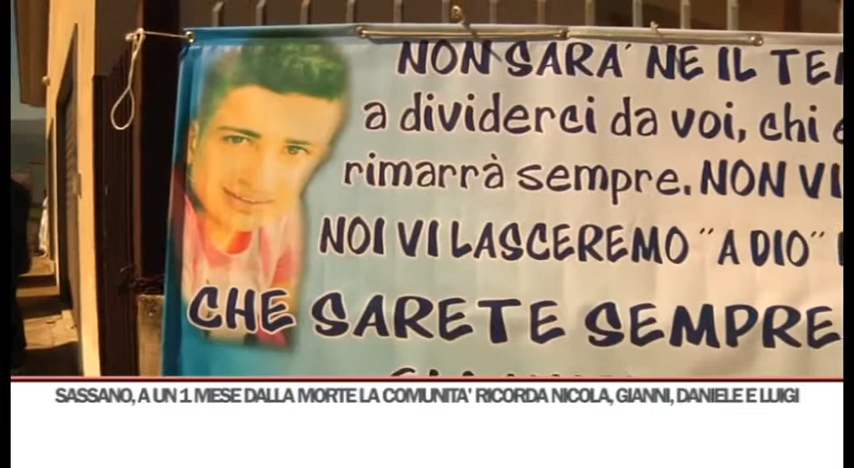 NON SARA' NE IL
a dividerci da voi, chi
rimarrà sempre. NON VI
NOI VI LASCEREMO "A DIO"
CHE SARETE SEMPRE
SASSANO, A UN 1 MESE DALLA MORTE LA COMUNITA' RICORDA NICOLA, GIANNI, DANIELE E LUIGI